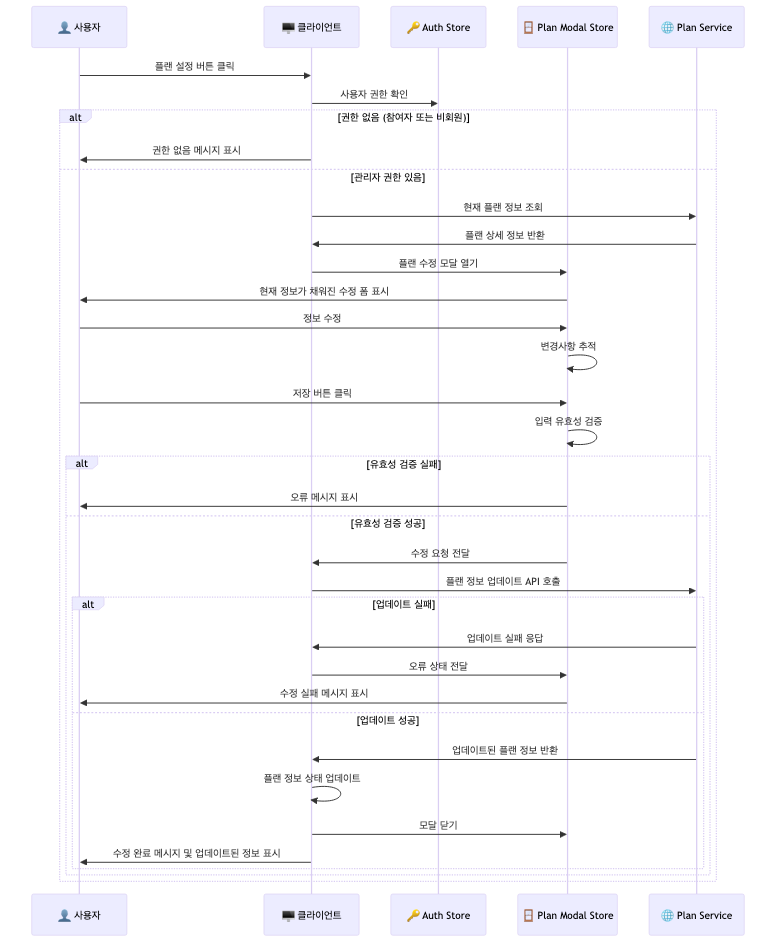 👤 사용자
🖥️ 클라이언트
🔑 Auth Store
🪟 Plan Modal Store
🌐 Plan Service
플랜 설정 버튼 클릭
사용자 권한 확인
alt
[권한 없음 (참여자 또는 비회원)]
권한 없음 메시지 표시
[관리자 권한 있음]
현재 플랜 정보 조회
플랜 상세 정보 반환
플랜 수정 모달 열기
현재 정보가 채워진 수정 폼 표시
정보 수정
변경사항 추적
저장 버튼 클릭
입력 유효성 검증
alt
[유효성 검증 실패]
오류 메시지 표시
[유효성 검증 성공]
수정 요청 전달
플랜 정보 업데이트 API 호출
alt
[업데이트 실패]
업데이트 실패 응답
오류 상태 전달
수정 실패 메시지 표시
[업데이트 성공]
업데이트된 플랜 정보 반환
플랜 정보 상태 업데이트
모달 닫기
수정 완료 메시지 및 업데이트된 정보 표시
👤 사용자
🖥️ 클라이언트
🔑 Auth Store
🪟 Plan Modal Store
🌐 Plan Service